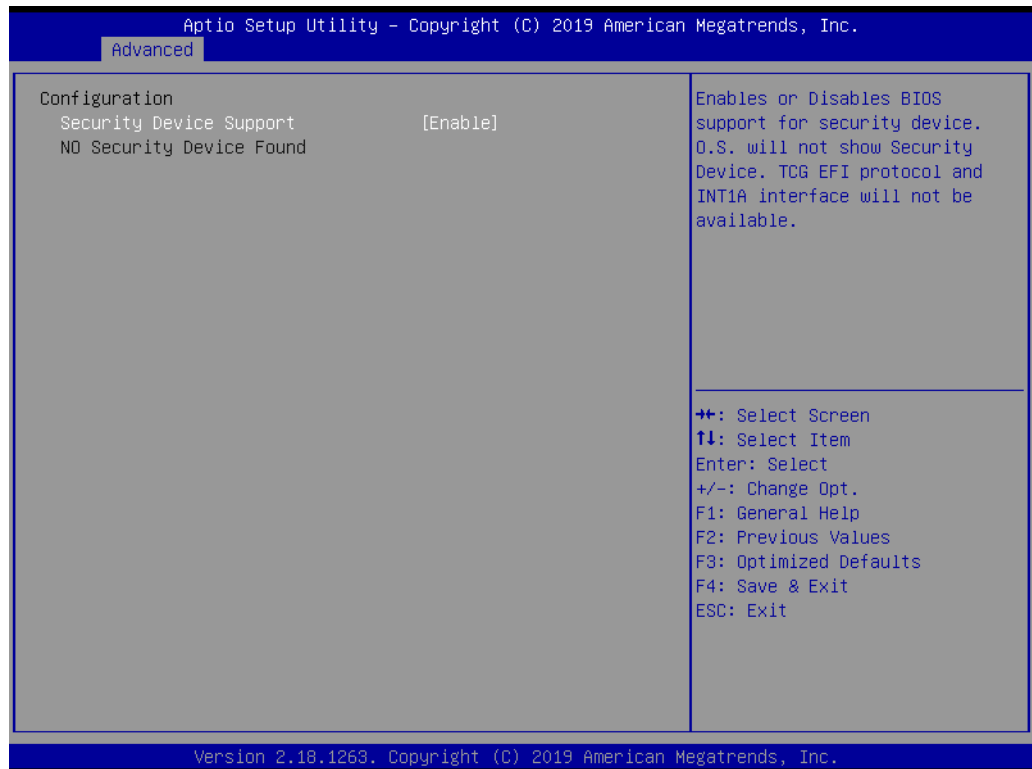 Aptio Setup Utility – Copyright (C) 2019 American Megatrends, Inc.
Advanced
Configuration
Security Device Support [Enable]
NO Security Device Found
Enables or Disables BIOS
support for security device.
O.S. will not show Security
Device. TCG EFI protocol and
INT1A interface will not be
available.
→←: Select Screen
↑↓: Select Item
Enter: Select
+/-: Change Opt.
F1: General Help
F2: Previous Values
F3: Optimized Defaults
F4: Save & Exit
ESC: Exit
Version 2.18.1263. Copyright (C) 2019 American Megatrends, Inc.